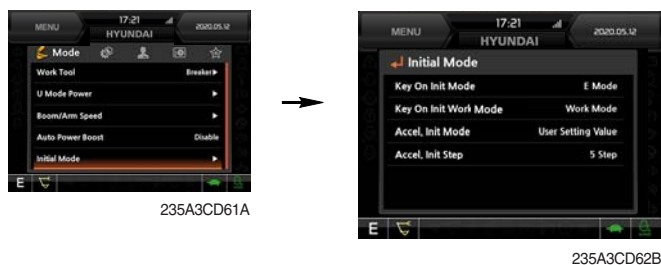 MENU
17:21
2020.05.12
HYUNDAI
Mode
Work Tool Breaker
U Mode Power
Boom/Arm Speed
Auto Power Boost Disable
Initial Mode
E
235A3CD61A
MENU
17:21
2020.05.12
HYUNDAI
Initial Mode
Key On Init Mode E Mode
Key On Init Work Mode Work Mode
Accel, Init Mode User Setting Value
Accel, Init Step 5 Step
E
235A3CD62B